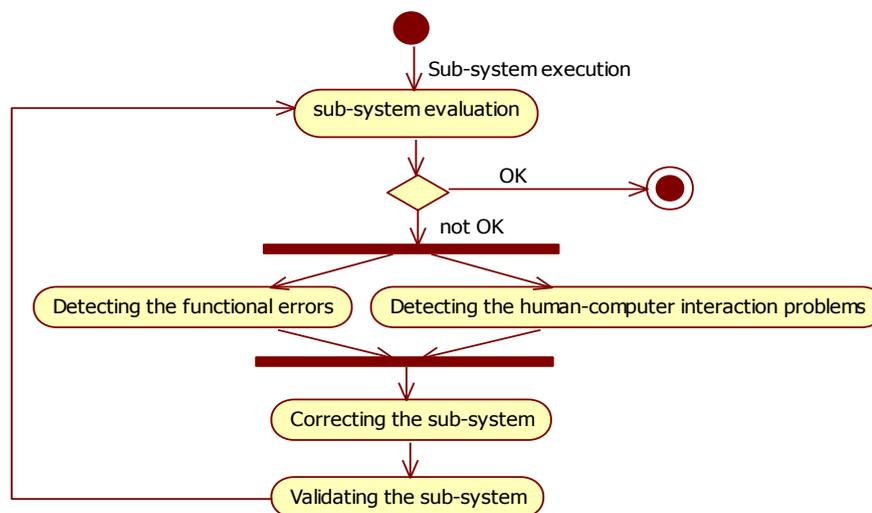 Sub-system execution
sub-system evaluation
OK
not OK
Detecting the functional errors
Detecting the human-computer interaction problems
Correcting the sub-system
Validating the sub-system